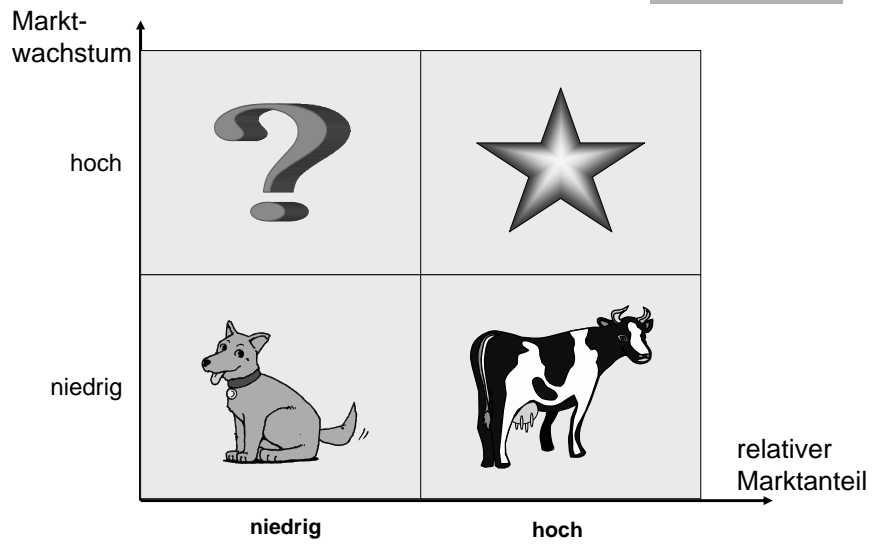 Markt-
wachstum
hoch
niedrig
relativer
Marktanteil
niedrig
hoch